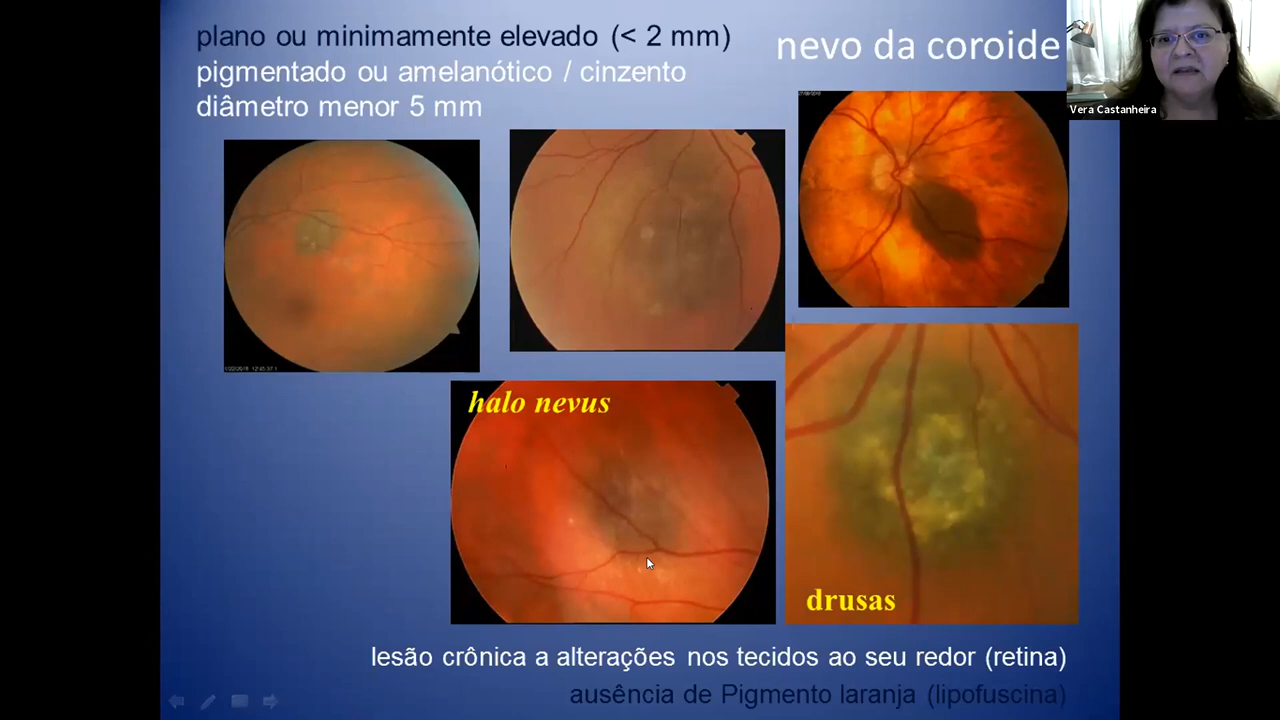 plano ou minimamente elevado (< 2 mm)
nevo da coroide
pigmentado ou amelanótico / cinzento
diâmetro menor 5 mm
Vera Castanheira
halo nevus
drusas
lesão crônica a alterações nos tecidos ao seu redor (retina)
ausência de Pigmento laranja (lipofuscina)